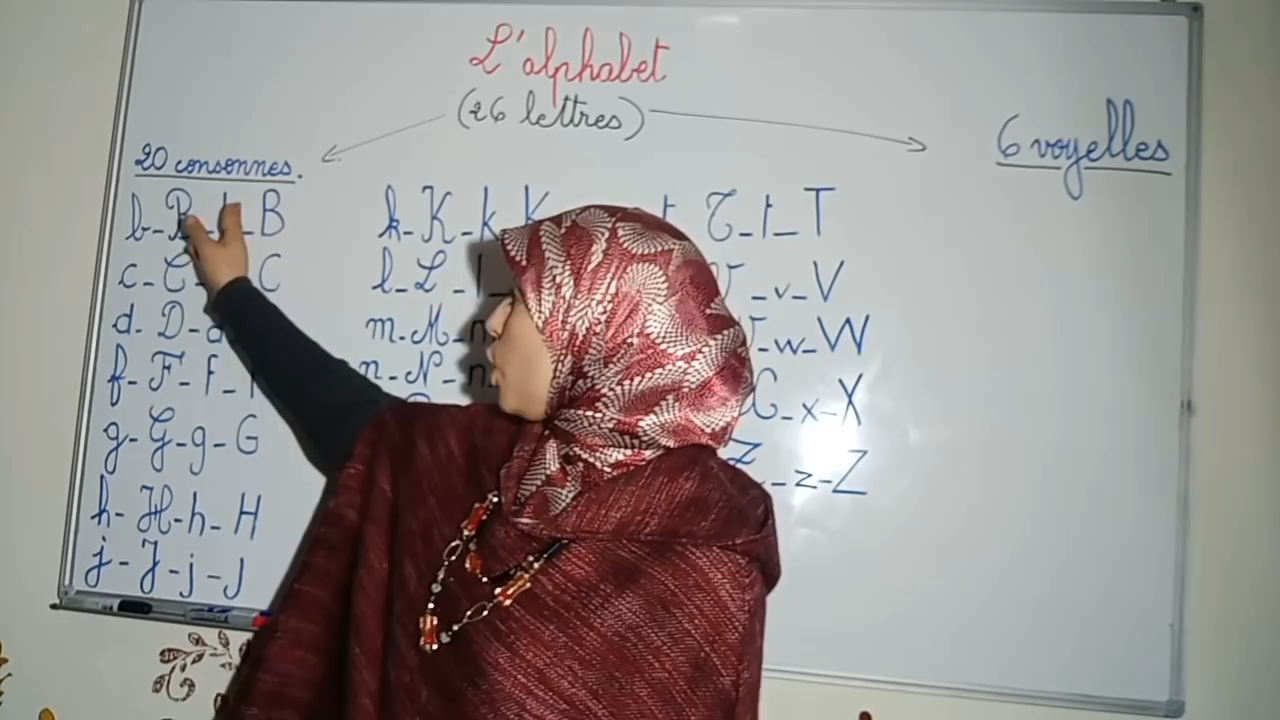 L'alphabet
(26 lettres)
20 consonnes.
6 voyelles
b-B- -B
c-C- C
d-D-d
f-F-f-
g-G-g-G
h-H-h-H
j-J-j-J
k-K-k K
l-L-l-
m-M-m
n-N-n
t T-t-T
-v-V
-w-W
X-x-X
Z -z-Z